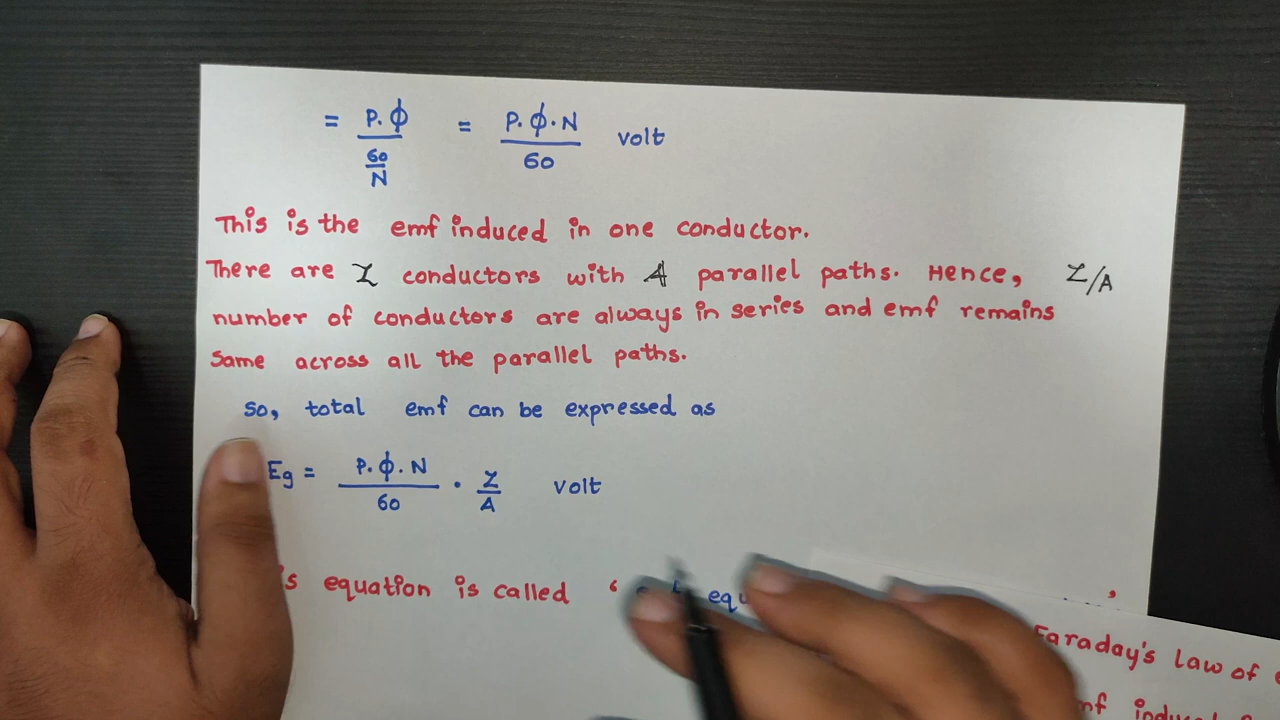 = P.ϕ / (60/N) = P.ϕ.N / 60 volt
This is the emf induced in one conductor.
There are Z conductors with A parallel paths. Hence, Z/A
number of conductors are always in series and emf remains
Same across all the parallel paths.
So, total emf can be expressed as
Eg = P.ϕ.N / 60 . Z/A volt
equation is called ‘ ’
Faraday's law of